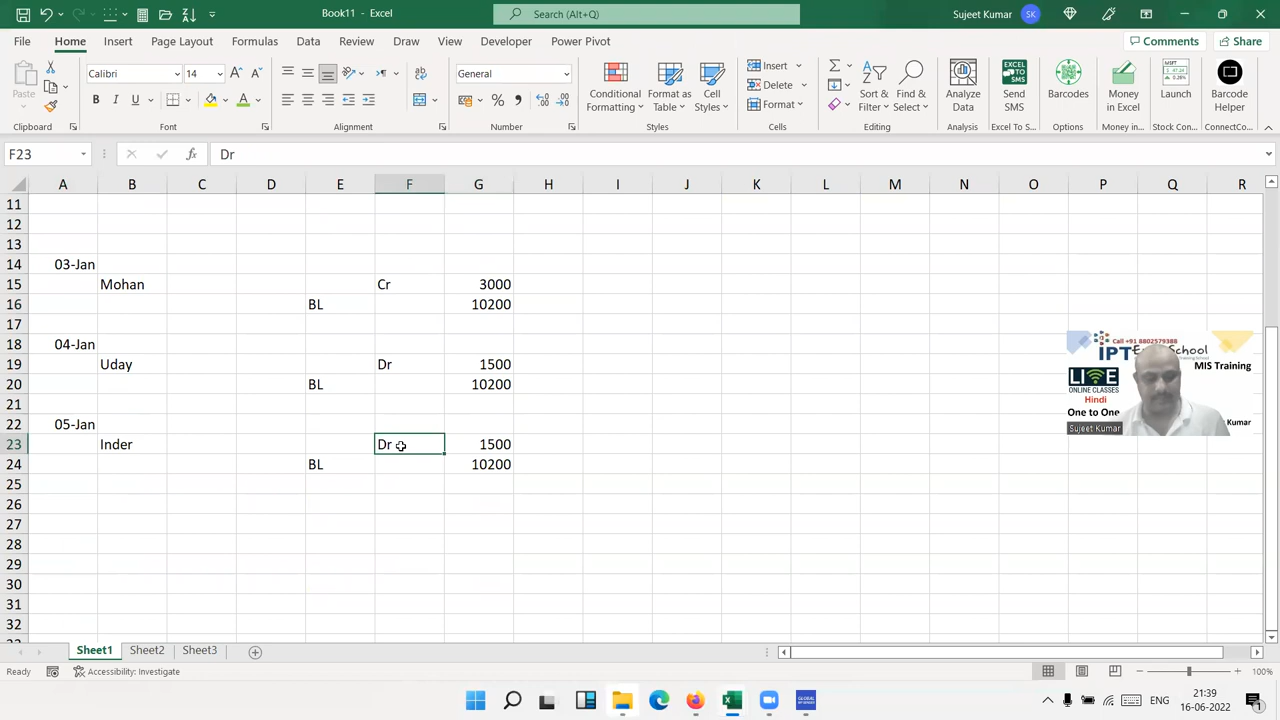 Book11 - Excel
Search (Alt+Q)
Sujeet Kumar
SK
File Home Insert Page Layout Formulas Data Review Draw View Developer Power Pivot
Comments Share
Paste
Calibri 14
B I U
General
Conditional Formatting
Format as Table
Cell Styles
Insert
Delete
Format
Sort & Filter
Find & Select
Analyze Data
Send SMS
Barcodes
Money in Excel
Launch
Barcode Helper
Clipboard Font Alignment Number Styles Cells Editing Analysis Excel To S... Options Money in... Stock Con... ConnectCo...
F23 fx Dr
A B C D E F G H I J K L M N O P Q R
11
12
13
14 03-Jan
15 Mohan Cr 3000
16 BL 10200
17
18 04-Jan
19 Uday Dr 1500
20 BL 10200
21
22 05-Jan
23 Inder Dr 1500
24 BL 10200
25
26
27
28
29
30
31
32
Call +91 8802579388
MIS Training
LIVE
ONLINE CLASSES
Hindi
One to One
Kumar
Sujeet Kumar
Sheet1 Sheet2 Sheet3
Ready Accessibility: Investigate 100%
ENG
21:39
16-06-2022